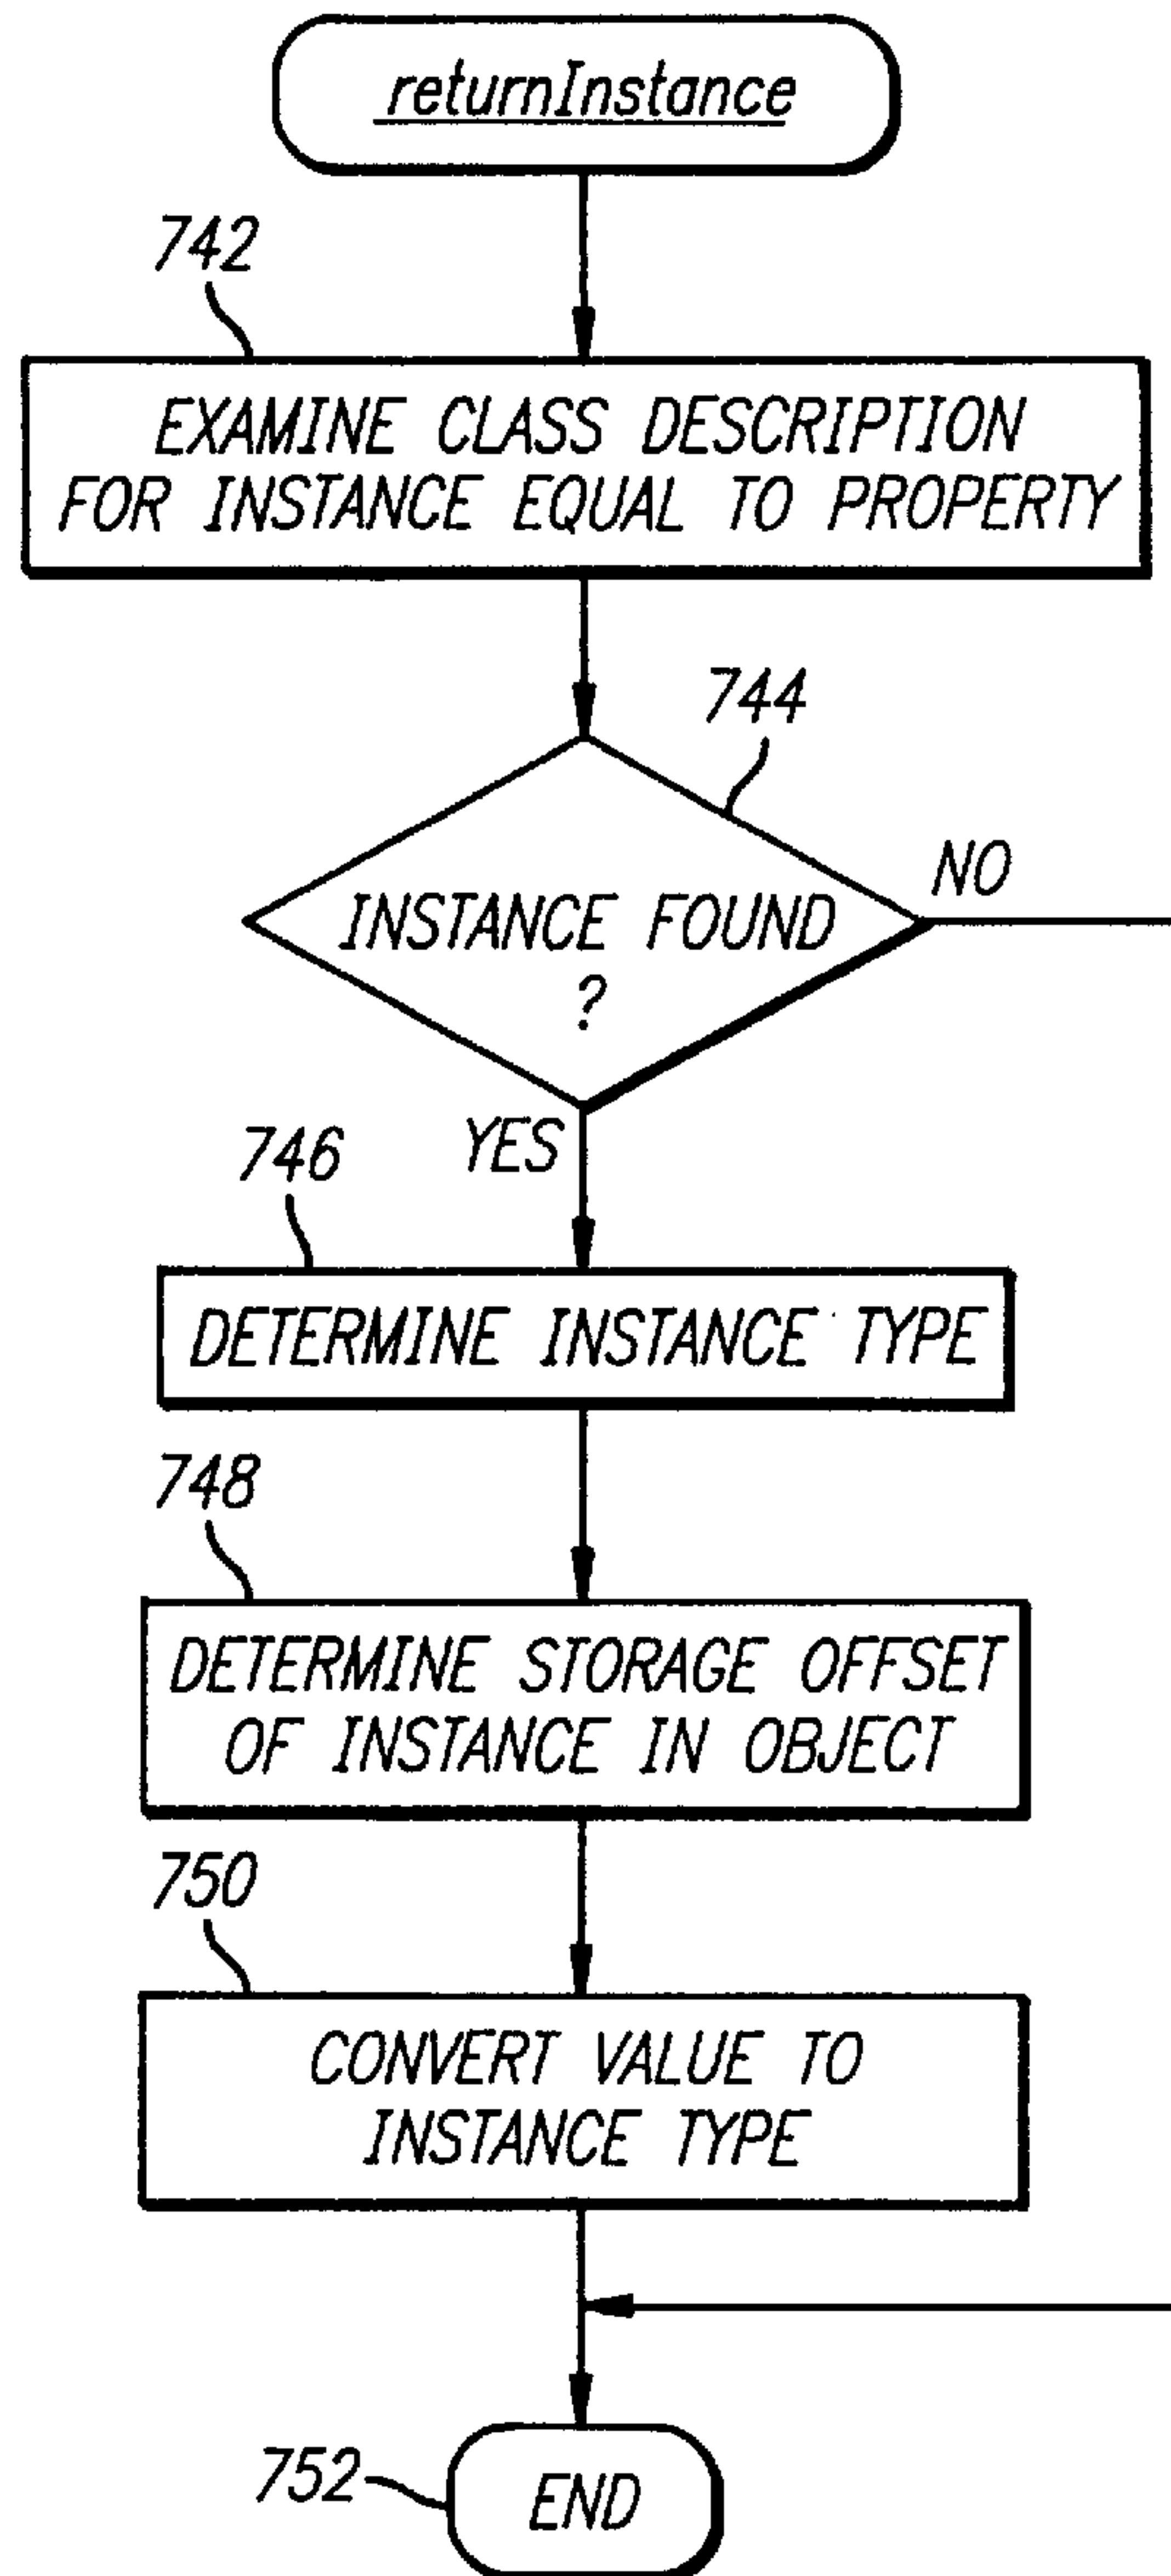 returnInstance
742
EXAMINE CLASS DESCRIPTION
FOR INSTANCE EQUAL TO PROPERTY
744
INSTANCE FOUND
?
NO
YES
746
DETERMINE INSTANCE TYPE
748
DETERMINE STORAGE OFFSET
OF INSTANCE IN OBJECT
750
CONVERT VALUE TO
INSTANCE TYPE
752
END